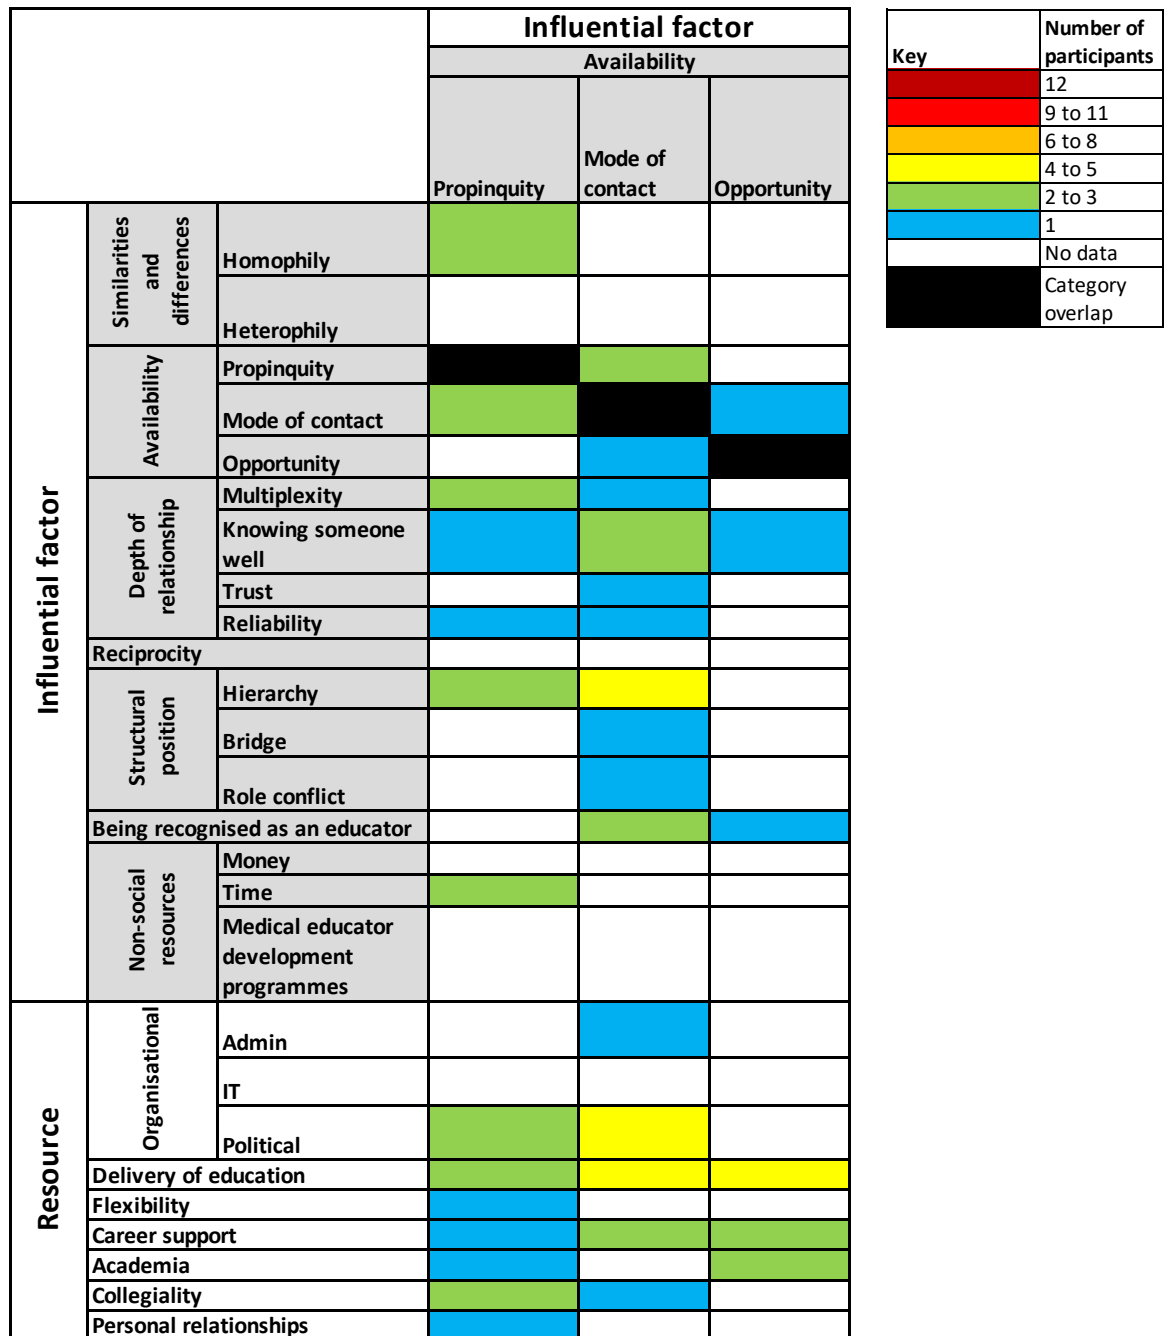 Influential factor
Availability
Propinquity
Mode of
contact
Opportunity
Key
Number of
participants
12
9 to 11
6 to 8
4 to 5
2 to 3
1
No data
Category
overlap
Influential factor
Similarities
and
differences
Homophily
Heterophily
Availability
Propinquity
Mode of contact
Opportunity
Depth of
relationship
Multiplexity
Knowing someone
well
Trust
Reliability
Reciprocity
Structural
position
Hierarchy
Bridge
Role conflict
Being recognised as an educator
Non-social
resources
Money
Time
Medical educator
development
programmes
Resource
Organisational
Admin
IT
Political
Delivery of education
Flexibility
Career support
Academia
Collegiality
Personal relationships